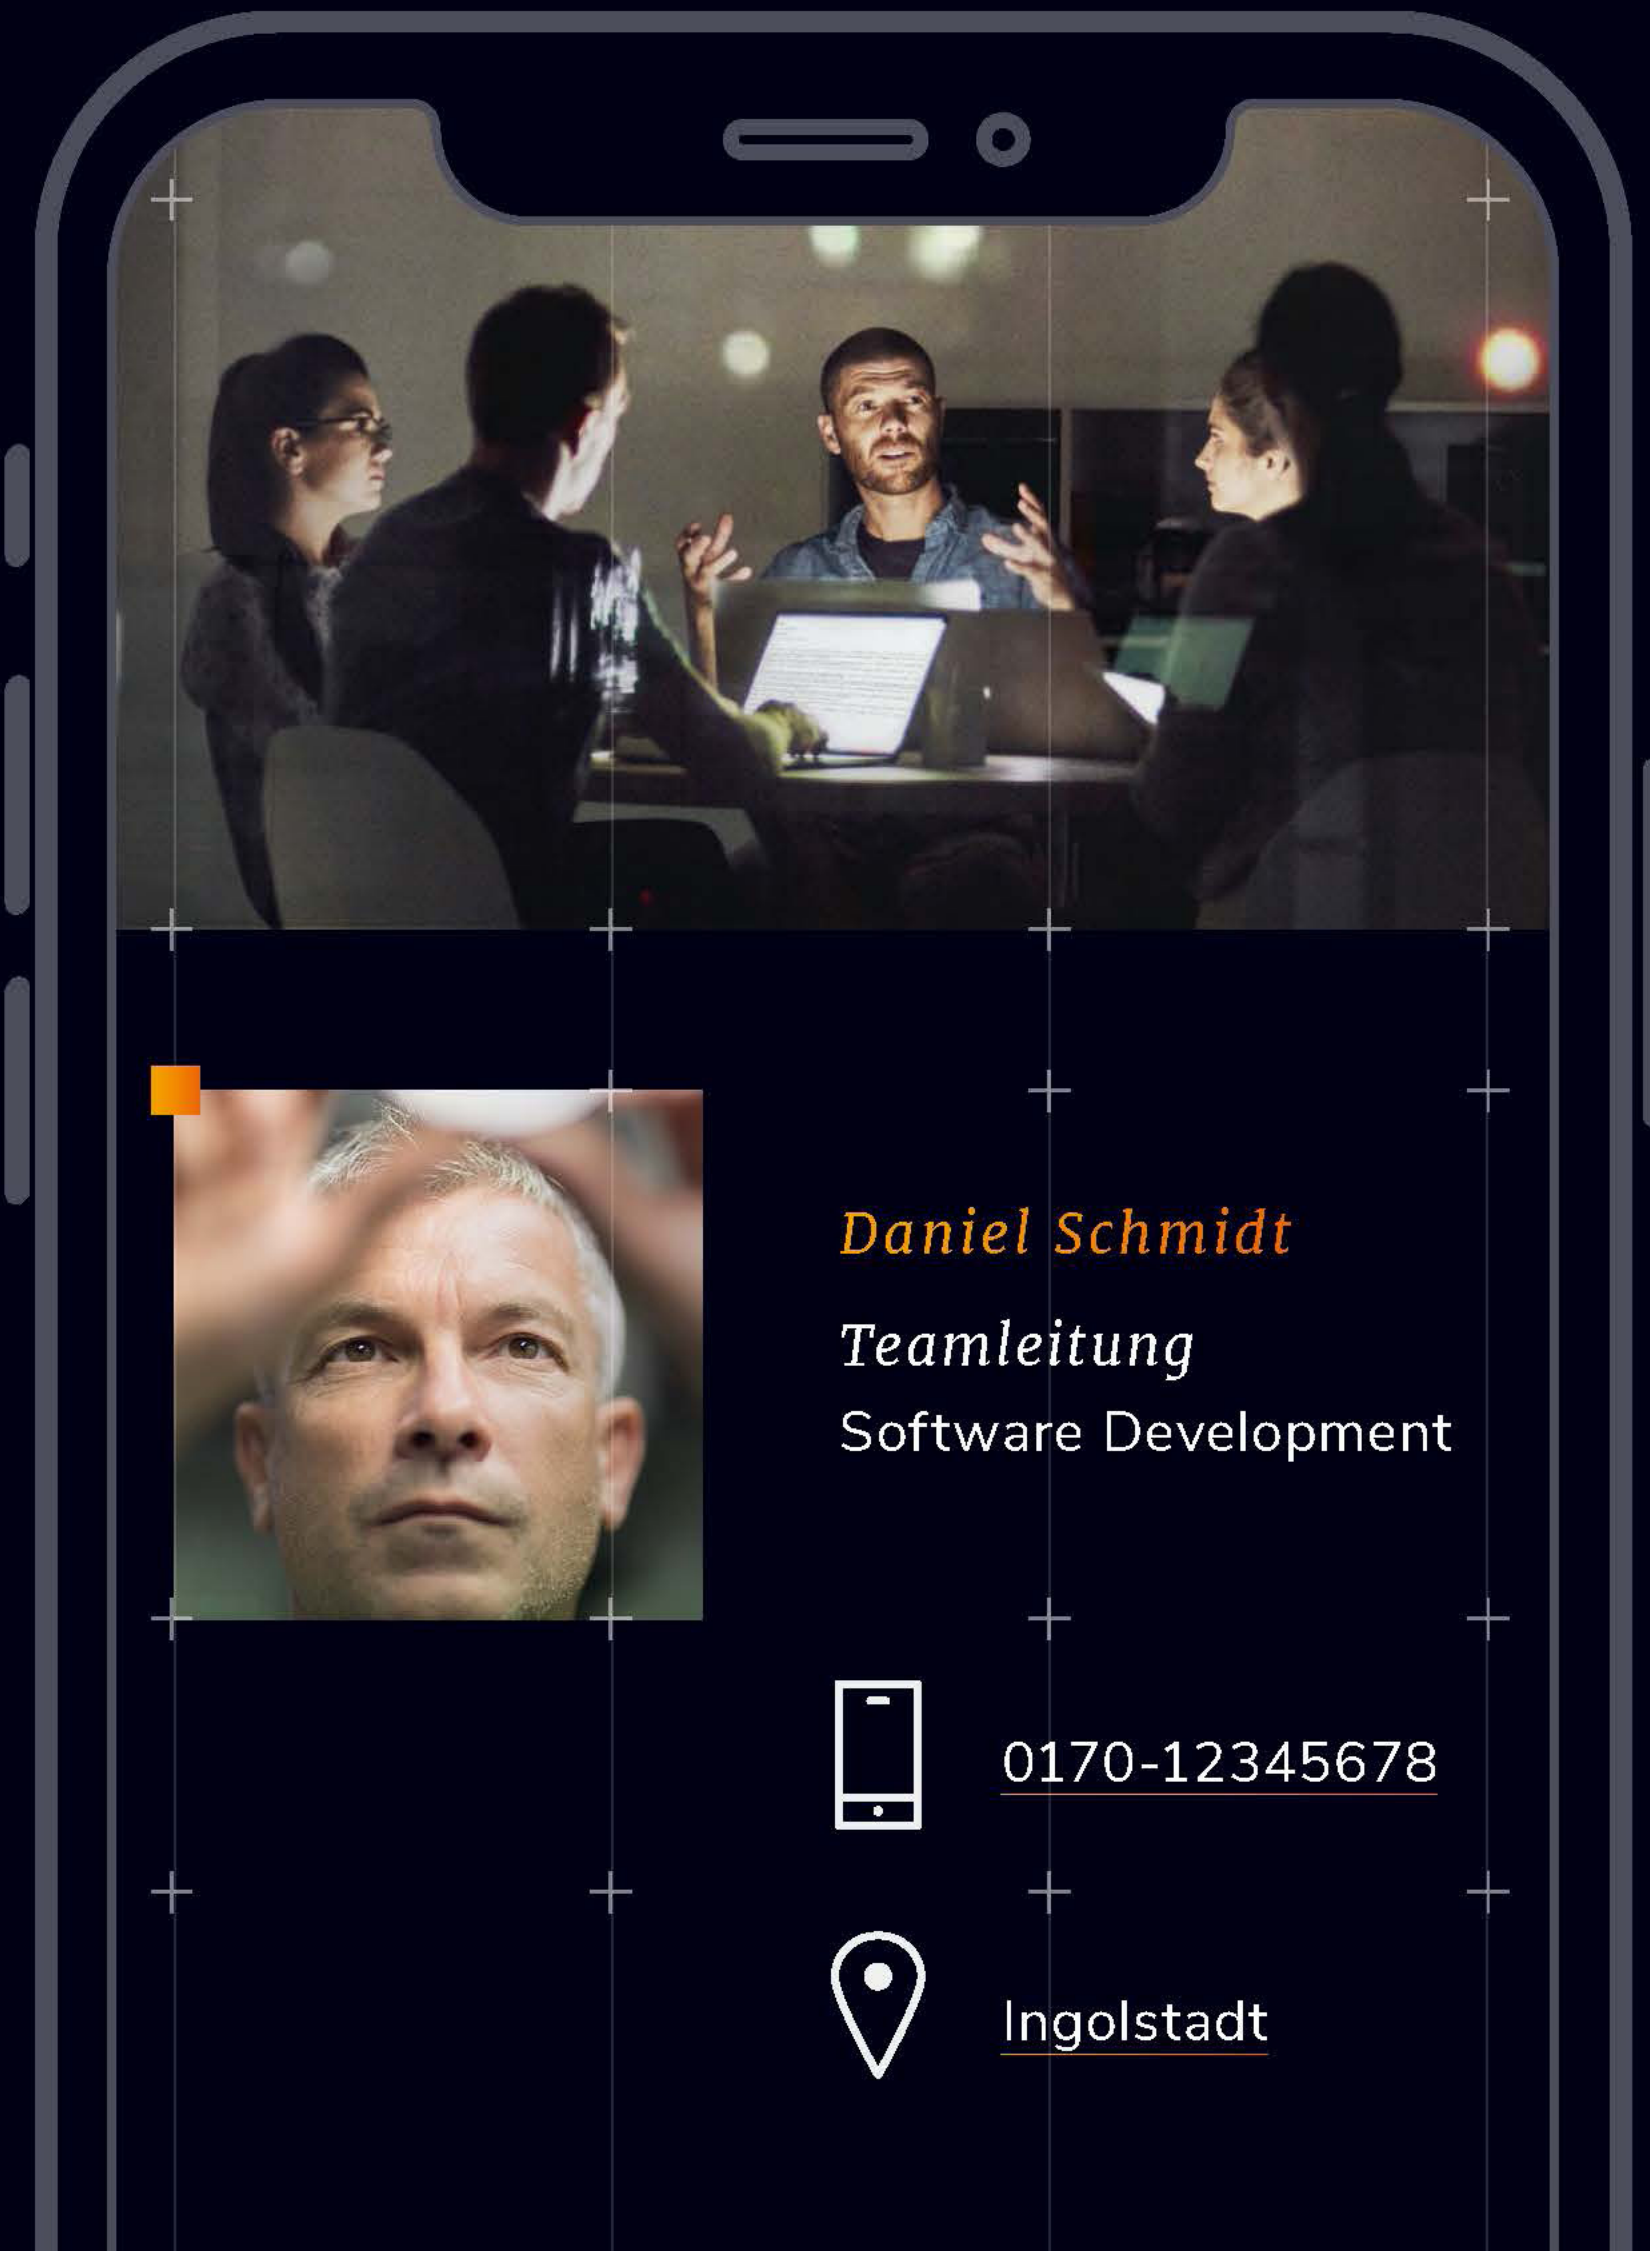 Daniel Schmidt
Teamleitung
Software Development
0170-12345678
Ingolstadt